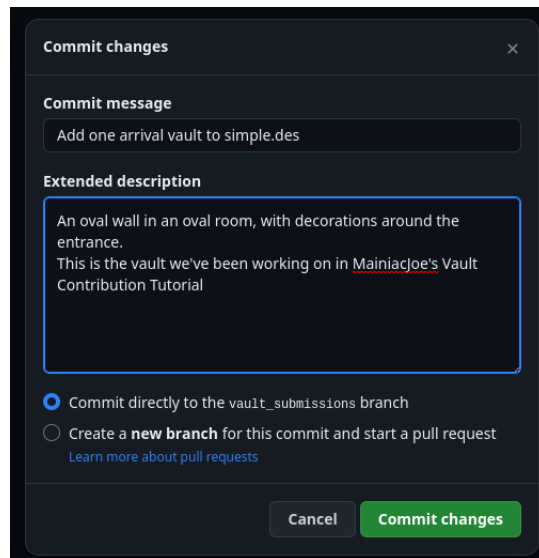 Commit changes
Commit message
Add one arrival vault to simple.des
Extended description
An oval wall in an oval room, with decorations around the
entrance.
This is the vault we've been working on in MainiacJoe's Vault
Contribution Tutorial
Commit directly to the vault_submissions branch
Create a new branch for this commit and start a pull request
Learn more about pull requests
Cancel
Commit changes